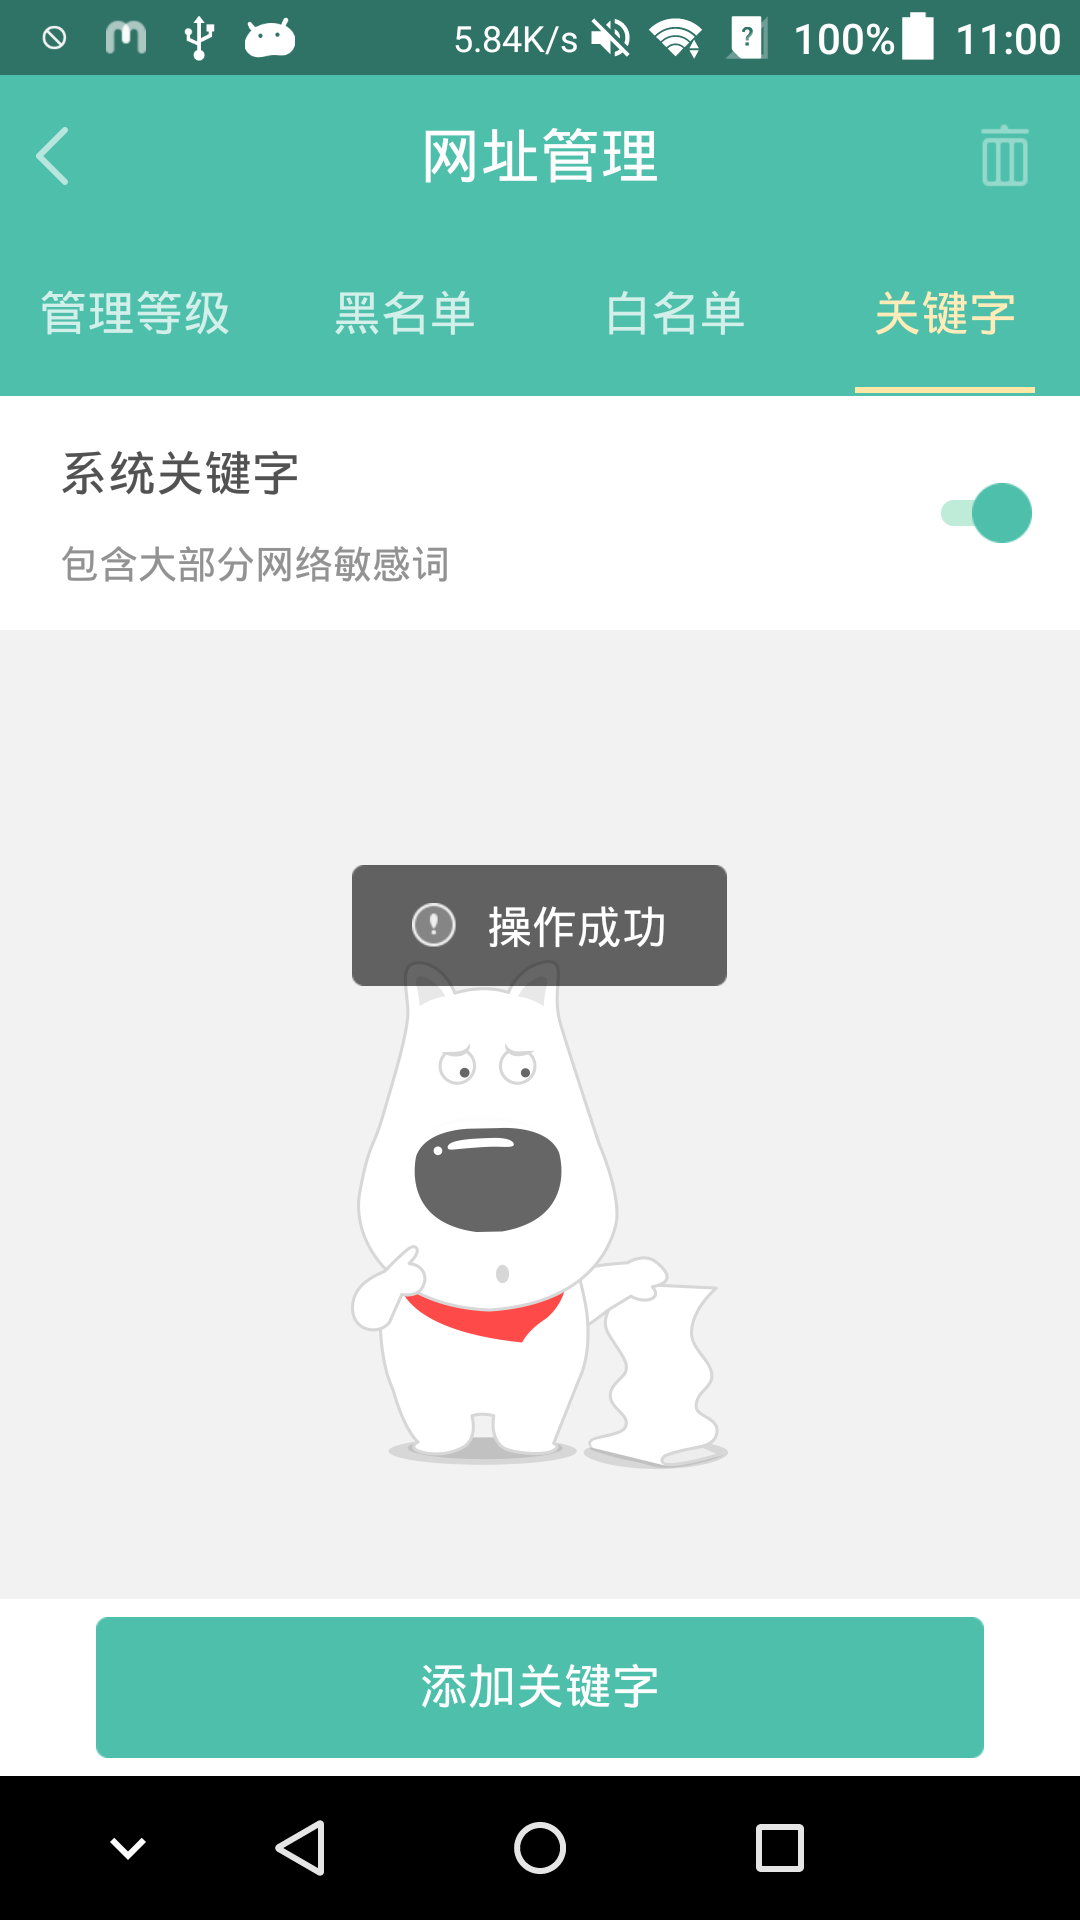 5.84K/s 100% 11:00
网址管理
管理等级 黑名单 白名单 关键字
系统关键字
包含大部分网络敏感词
操作成功
添加关键字